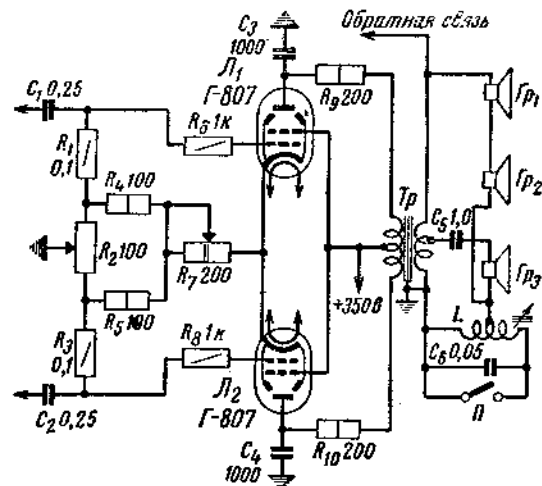 C3
1000
Обратная связь
Л1
Г-807
C1 0,25
R9 200
Гр1
R6 1к
R1
0,1
R4 100
Тр
Гр2
C5 1,0
R2 100
R7 200
Гр3
+350В
R5 100
R3
0,1
R8 1к
L
C6 0,05
C2 0,25
Л2
Г-807
П
C4
1000
R10 200